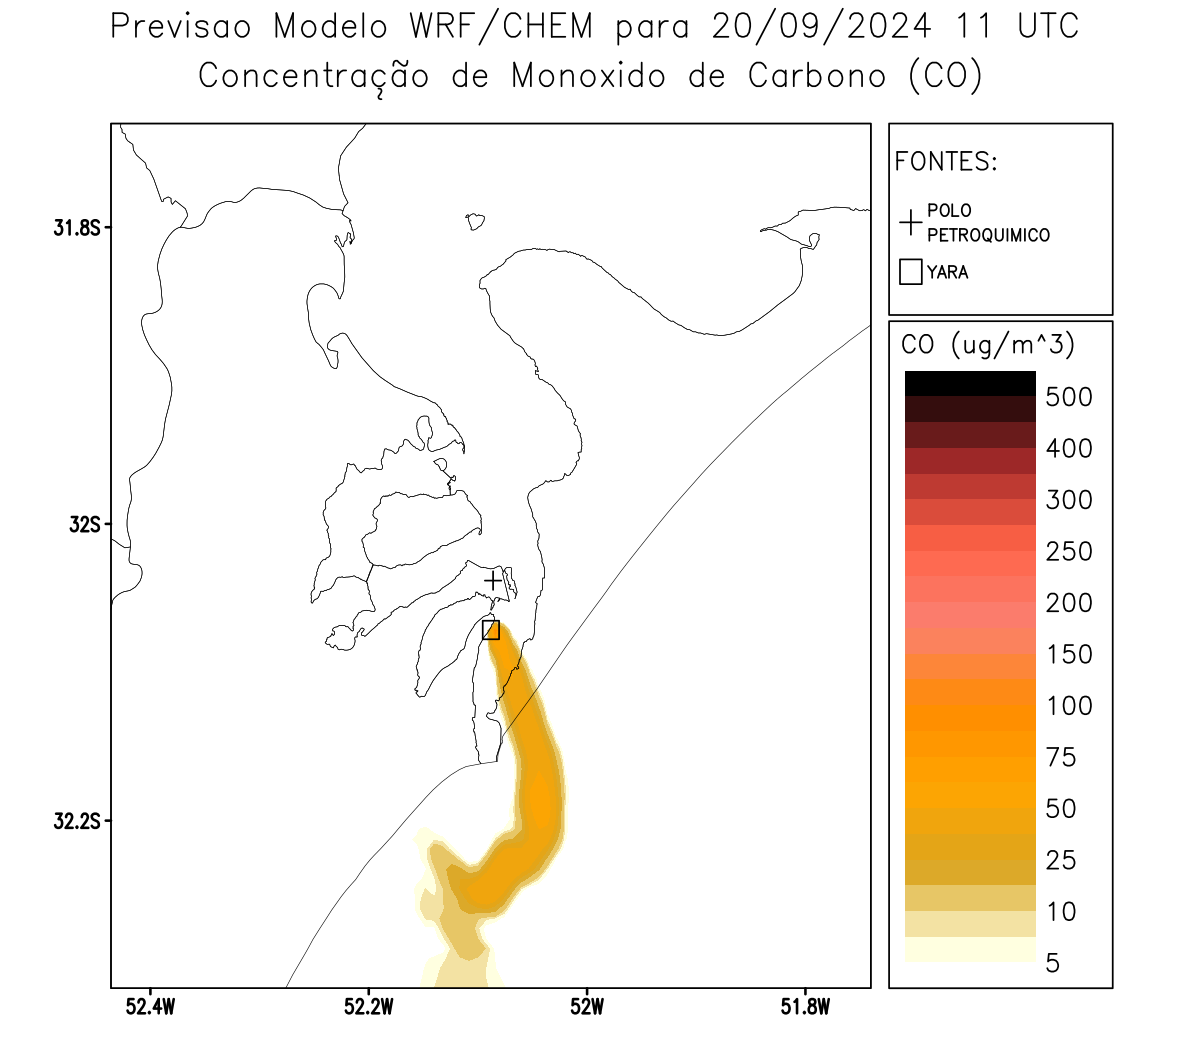 Previsao Modelo WRF/CHEM para 20/09/2024 11 UTC
Concentração de Monoxido de Carbono (CO)
FONTES:
POLO
PETROQUIMICO
YARA
CO (ug/m^3)
500
400
300
250
200
150
100
75
50
25
10
5
31.8S
32S
32.2S
52.4W
52.2W
52W
51.8W